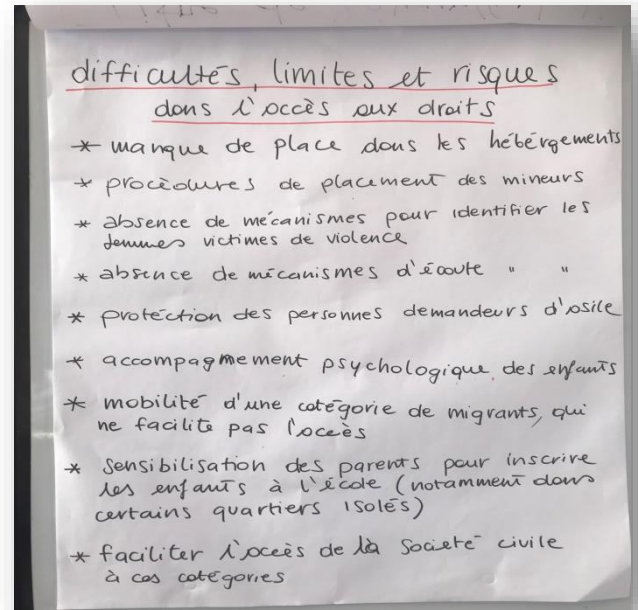 difficultés, limites et risques
dans l'accès aux droits
* manque de place dans les hébérgements
* procédures de placement des mineurs
* absence de mécanismes pour identifier les
femmes victimes de violence
* absence de mécanismes d'écoute " "
* protéction des personnes demandeurs d'asile
* accompagnement psychologique des enfants
* mobilité d'une catégorie de migrants, qui
ne facilite pas l'accès
* sensibilisation des parents pour inscrire
les enfants à l'école (notamment dans
certains quartiers isolés)
* faciliter l'accès de la société civile
à ces catégories